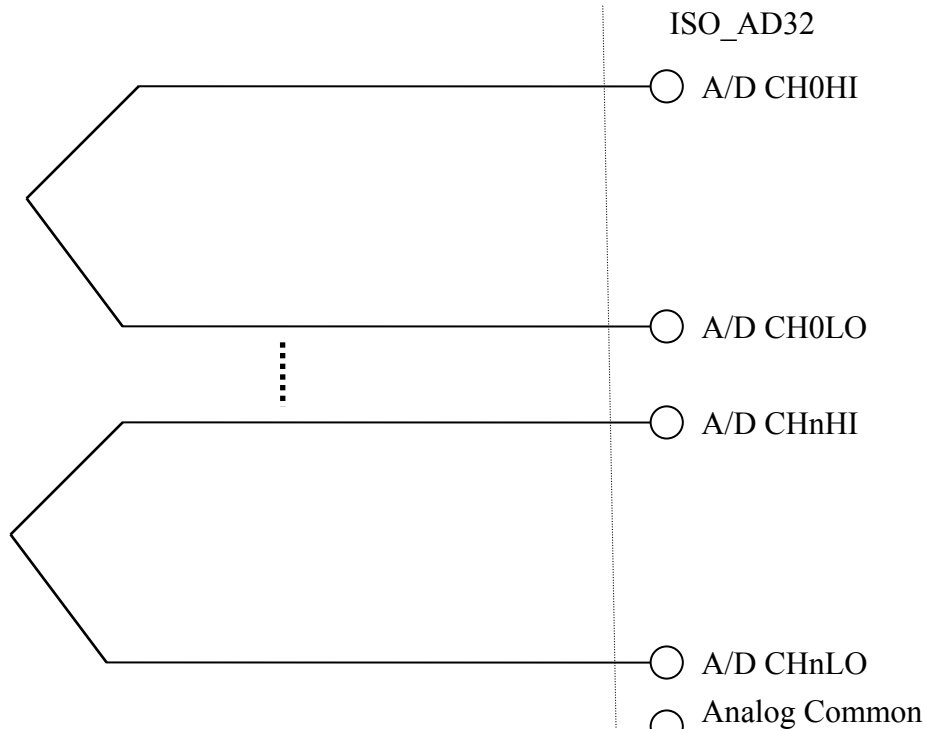 ISO_AD32
A/D CH0HI
A/D CH0LO
A/D CHnHI
A/D CHnLO
Analog Common